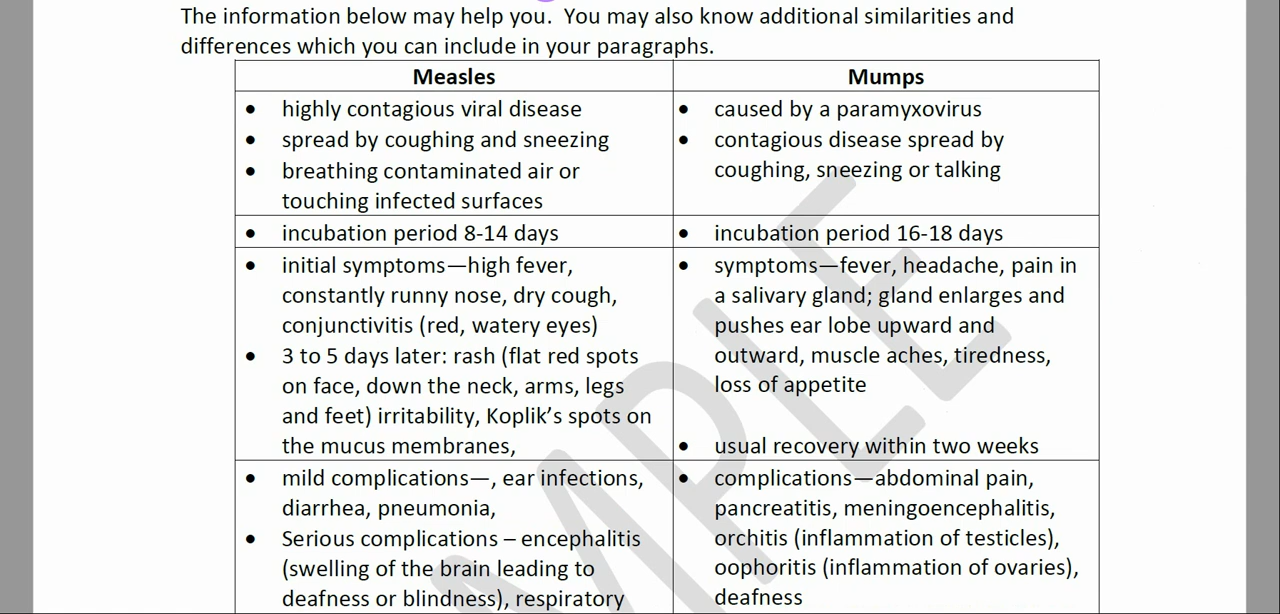 The information below may help you.  You may also know additional similarities and
differences which you can include in your paragraphs.
Measles
Mumps
• highly contagious viral disease
• spread by coughing and sneezing
• breathing contaminated air or
touching infected surfaces
• caused by a paramyxovirus
• contagious disease spread by
coughing, sneezing or talking
• incubation period 8-14 days
• incubation period 16-18 days
• initial symptoms—high fever,
constantly runny nose, dry cough,
conjunctivitis (red, watery eyes)
• 3 to 5 days later: rash (flat red spots
on face, down the neck, arms, legs
and feet) irritability, Koplik’s spots on
the mucus membranes,
• symptoms—fever, headache, pain in
a salivary gland; gland enlarges and
pushes ear lobe upward and
outward, muscle aches, tiredness,
loss of appetite
• usual recovery within two weeks
• mild complications—, ear infections,
diarrhea, pneumonia,
• Serious complications – encephalitis
(swelling of the brain leading to
deafness or blindness), respiratory
• complications—abdominal pain,
pancreatitis, meningoencephalitis,
orchitis (inflammation of testicles),
oophoritis (inflammation of ovaries),
deafness
MPLE